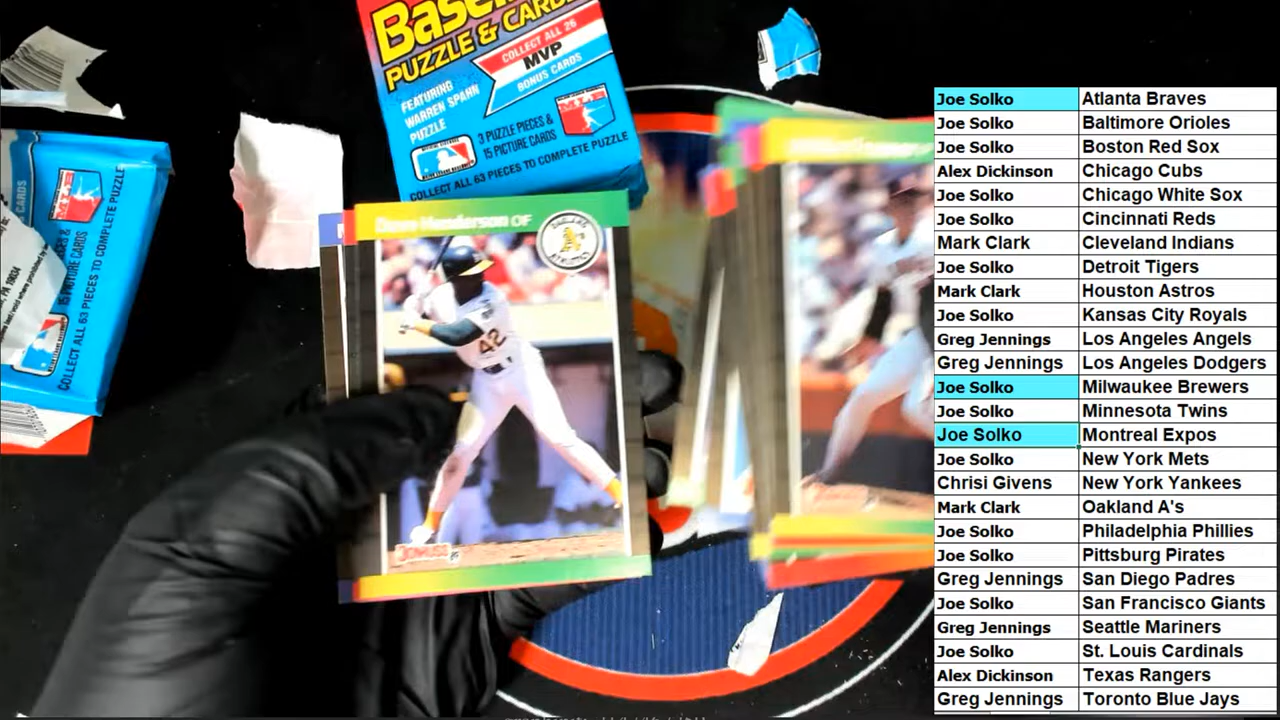 PUZZLE & CARDS
COLLECT ALL 26
MVP
BONUS CARDS
FEATURING
WARREN SPAHN
PUZZLE
3 PUZZLE PIECES &
15 PICTURE CARDS
COLLECT ALL 63 PIECES TO COMPLETE PUZZLE
CARDS
15 PICTURE CARDS
COLLECT ALL 63 PIECES TO COMPLETE PUZZLE
Dave Henderson OF
ATHLETICS
42
DONRUSS
Joe Solko Atlanta Braves
Joe Solko Baltimore Orioles
Joe Solko Boston Red Sox
Alex Dickinson Chicago Cubs
Joe Solko Chicago White Sox
Joe Solko Cincinnati Reds
Mark Clark Cleveland Indians
Joe Solko Detroit Tigers
Mark Clark Houston Astros
Joe Solko Kansas City Royals
Greg Jennings Los Angeles Angels
Greg Jennings Los Angeles Dodgers
Joe Solko Milwaukee Brewers
Joe Solko Minnesota Twins
Joe Solko Montreal Expos
Joe Solko New York Mets
Chrisi Givens New York Yankees
Mark Clark Oakland A's
Joe Solko Philadelphia Phillies
Joe Solko Pittsburg Pirates
Greg Jennings San Diego Padres
Joe Solko San Francisco Giants
Greg Jennings Seattle Mariners
Joe Solko St. Louis Cardinals
Alex Dickinson Texas Rangers
Greg Jennings Toronto Blue Jays